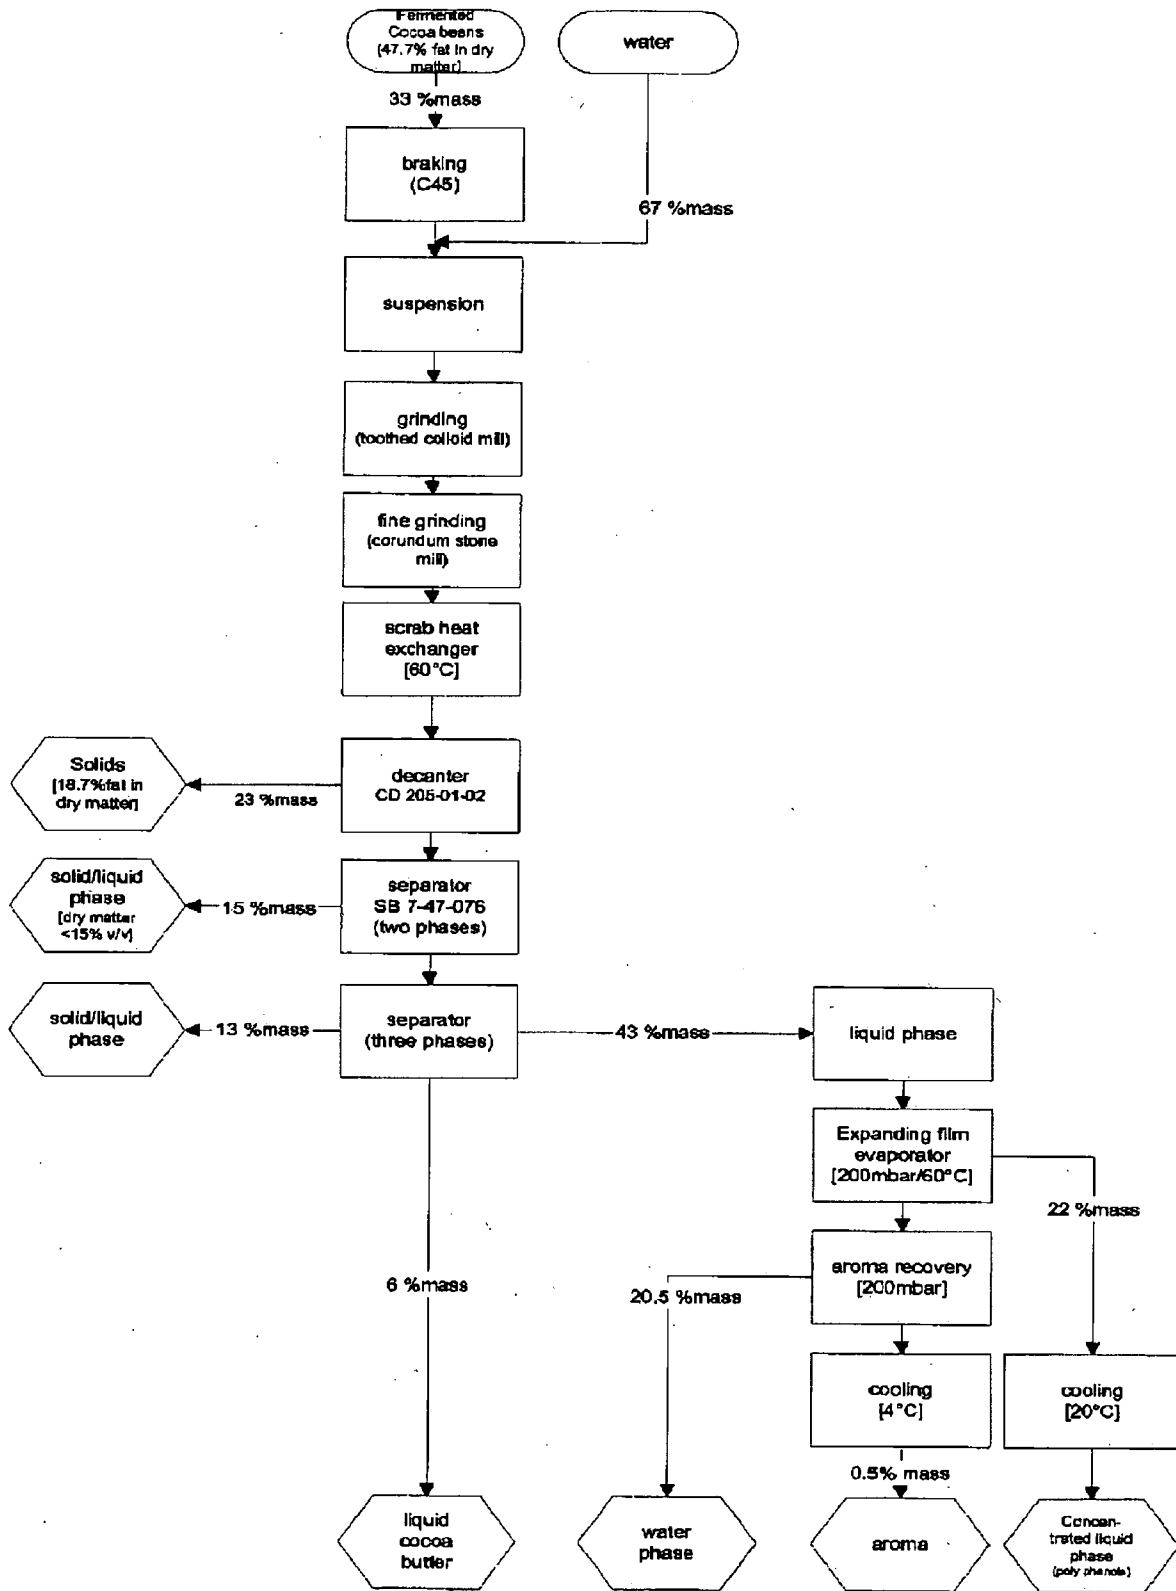 Fermented
Cocoa beans
[47.7% fat in dry
matter]
water
33 %mass
braking
(C45)
67 %mass
suspension
grinding
(toothed colloid mill)
fine grinding
(corundum stone
mill)
scrab heat
exchanger
[60°C]
Solids
[18.7%fat in
dry matter]
23 %mass
decanter
CD 205-01-02
solid/liquid
phase
[dry matter
<15% v/v]
15 %mass
separator
SB 7-47-076
(two phases)
solid/liquid
phase
13 %mass
separator
(three phases)
43 %mass
liquid phase
Expanding film
evaporator
[200mbar/60°C]
22 %mass
aroma recovery
[200mbar]
6 %mass
20.5 %mass
cooling
[4°C]
cooling
[20°C]
0.5% mass
liquid
cocoa
butter
water
phase
aroma
Concen-
trated liquid
phase
(poly phenols)